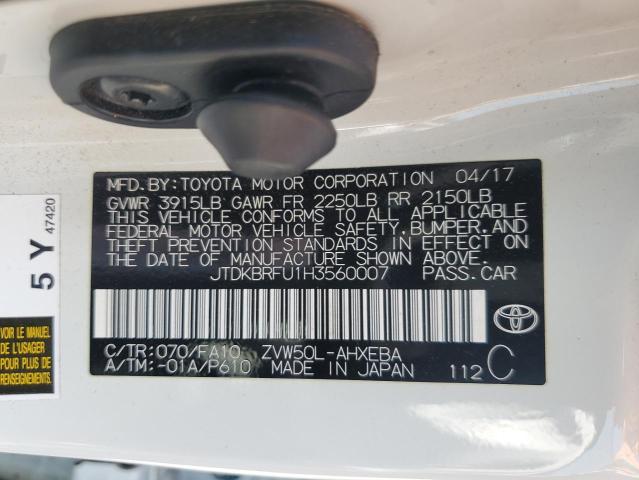 MFD. BY: TOYOTA MOTOR CORPORATION 04/17
GVWR 3915LB GAWR FR 2250LB RR 2150LB
THIS VEHICLE CONFORMS TO ALL APPLICABLE
FEDERAL MOTOR VEHICLE SAFETY, BUMPER, AND
THEFT PREVENTION STANDARDS IN EFFECT ON
THE DATE OF MANUFACTURE SHOWN ABOVE.
JTDKBRFU1H3560007 PASS. CAR
TOYOTA
C/TR: 070/FA10 ZVW50L-AHXEBA
A/TM: -01A/P610 MADE IN JAPAN 112 C
5 Y 47420
VOIR LE MANUEL
DE L'USAGER
POUR LES
RENSEIGNEMENTS.